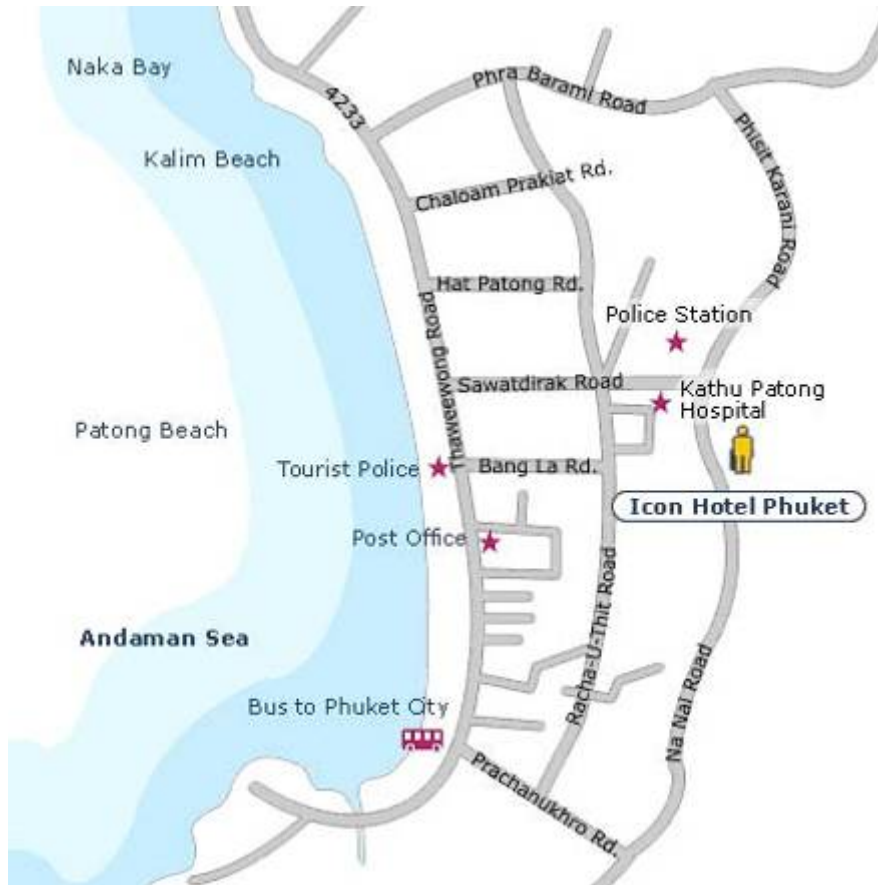 Naka Bay
4233
Phra Barami Road
Kalim Beach
Phisit Karani Road
Chaloam Prakiat Rd.
Hat Patong Rd.
Police Station
Thaweewong Road
Sawatdirak Road
Kathu Patong
Hospital
Patong Beach
Tourist Police
Bang La Rd.
Icon Hotel Phuket
Post Office
Racha-U-Thit Road
Andaman Sea
Na Nai Road
Bus to Phuket City
Prachanukhro Rd.